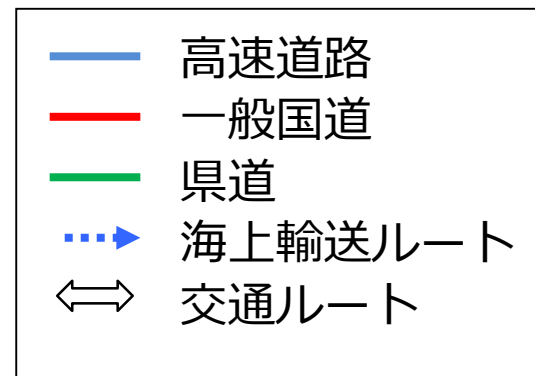 高速道路
一般国道
県道
海上輸送ルート
交通ルート